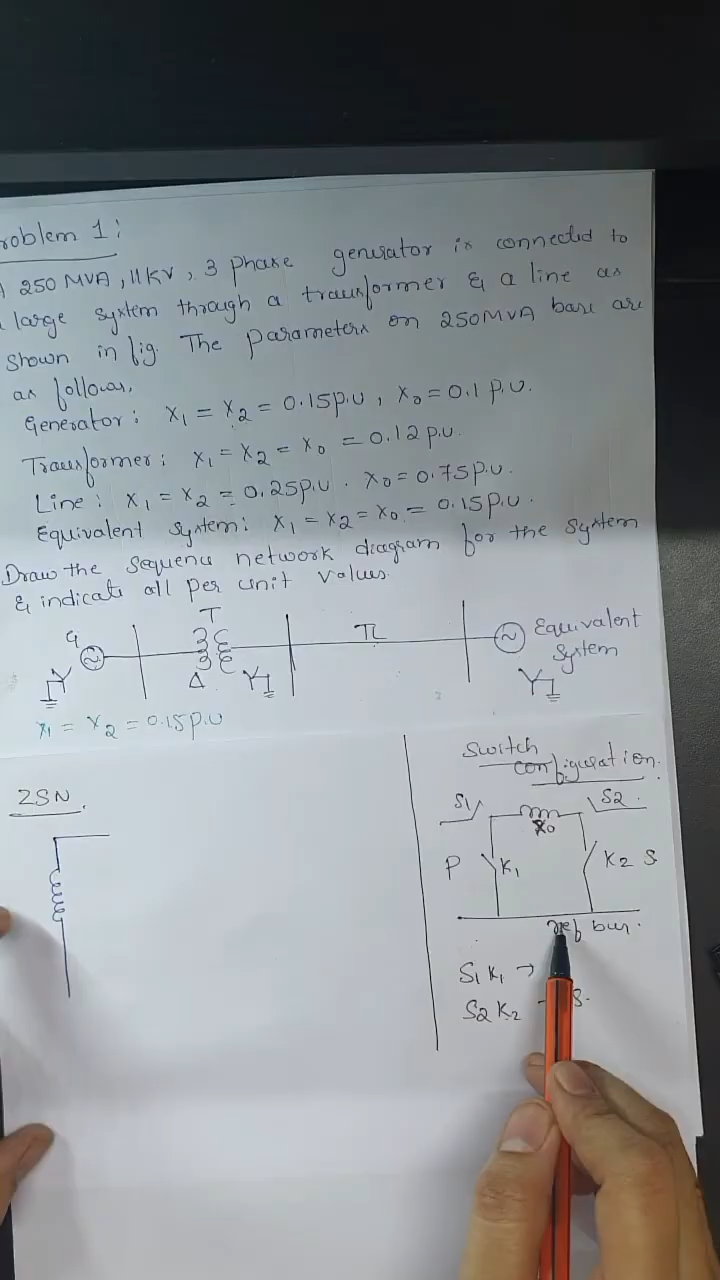 roblem 1:
250 MVA, 11KV, 3 phase generator is connected to
large system through a transformer & a line as
shown in fig. The parameters on 250MVA base are
as follows,
Generator: X1 = X2 = 0.15p.u, X0 = 0.1 p.u.
Transformer: X1 = X2 = X0 = 0.12 p.u.
Line: X1 = X2 = 0.25p.u. X0 = 0.75p.u.
Equivalent system: X1 = X2 = X0 = 0.15p.u.
Draw the sequence network diagram for the system
& indicate all per unit values.
G T TL Equivalent
System
Δ
X1 = X2 = 0.15p.u
Switch
configuration.
ZSN.
S1 S2.
X0
P K1 K2 S
ref bus.
S1 K1 →
S2 K2 → S.